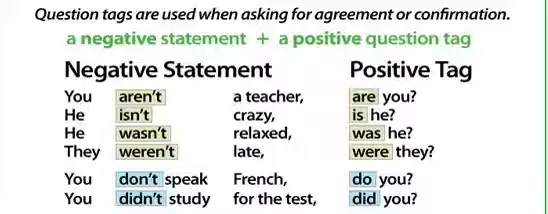 Question tags are used when asking for agreement or confirmation.
a negative statement + a positive question tag
Negative Statement Positive Tag
You aren't a teacher, are you?
He isn't crazy, is he?
He wasn't relaxed, was he?
They weren't late, were they?
You don't speak French, do you?
You didn't study for the test, did you?